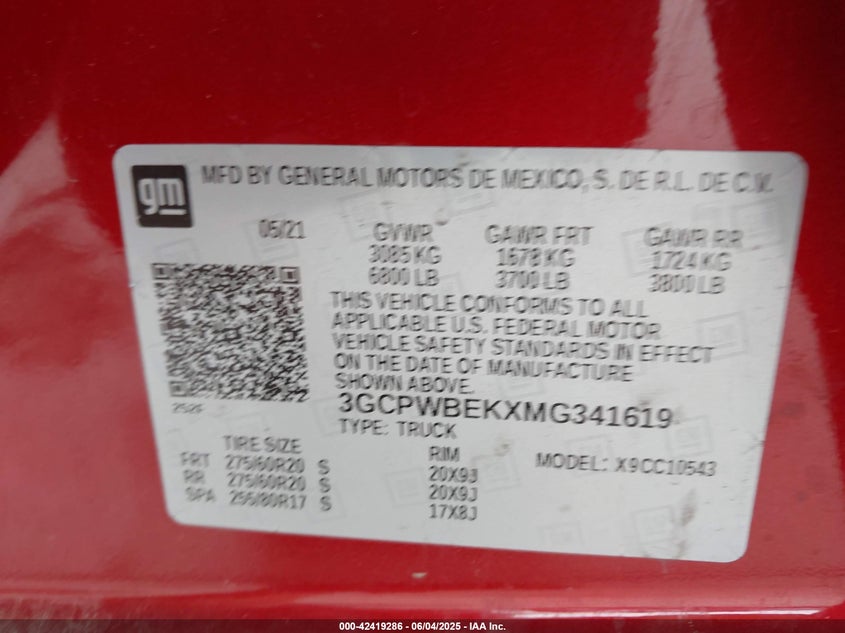 gm
MFD BY GENERAL MOTORS DE MEXICO, S. DE R.L. DE C.V.
05/21 GVWR GAWR FRT GAWR RR
3085 KG 1678 KG 1724 KG
6800 LB 3700 LB 3800 LB
THIS VEHICLE CONFORMS TO ALL
APPLICABLE U.S. FEDERAL MOTOR
VEHICLE SAFETY STANDARDS IN EFFECT
ON THE DATE OF MANUFACTURE
SHOWN ABOVE.
3GCPWBEKXMG341619
TYPE: TRUCK
TIRE SIZE RIM MODEL: X9CC10543
FRT 275/60R20 S 20X9J
RR 275/60R20 S 20X9J
SPA 255/80R17 S 17X8J
000-42419286 - 06/04/2025 - IAA Inc.